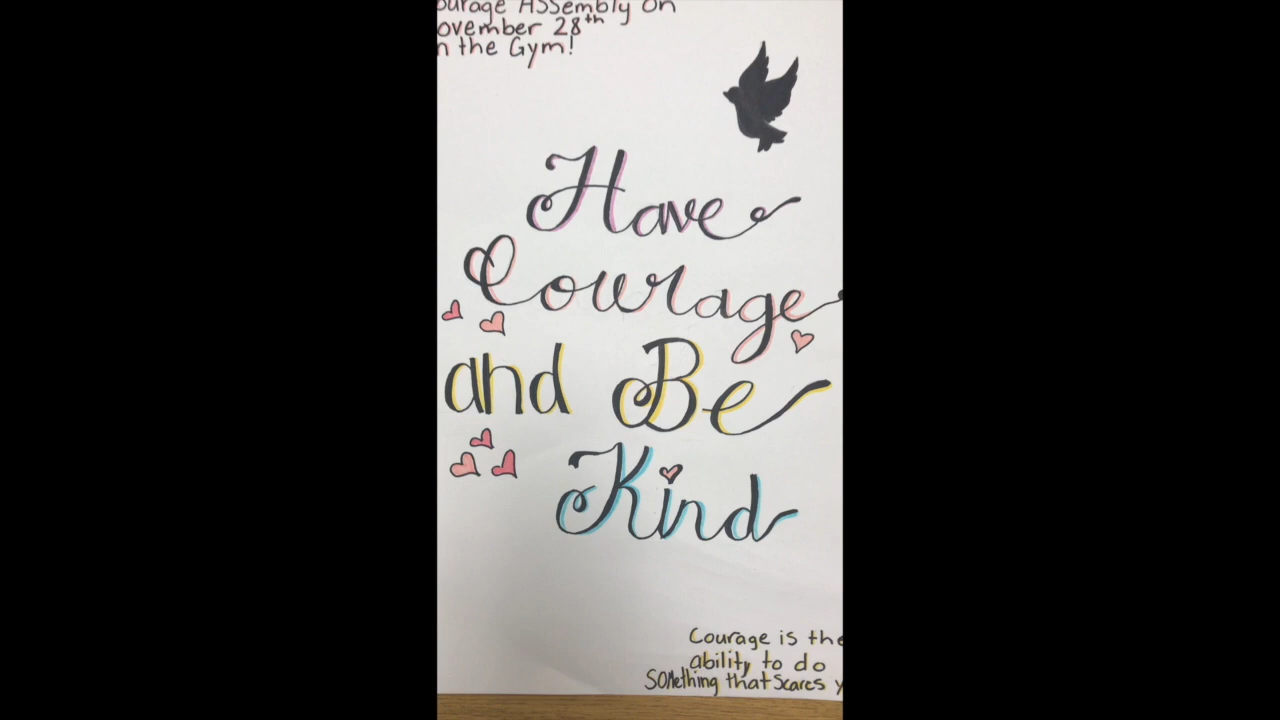 ourage Assembly on
ovember 28th
n the Gym!
Have
Courage
and Be
Kind
Courage is the
ability to do
Something that scares y